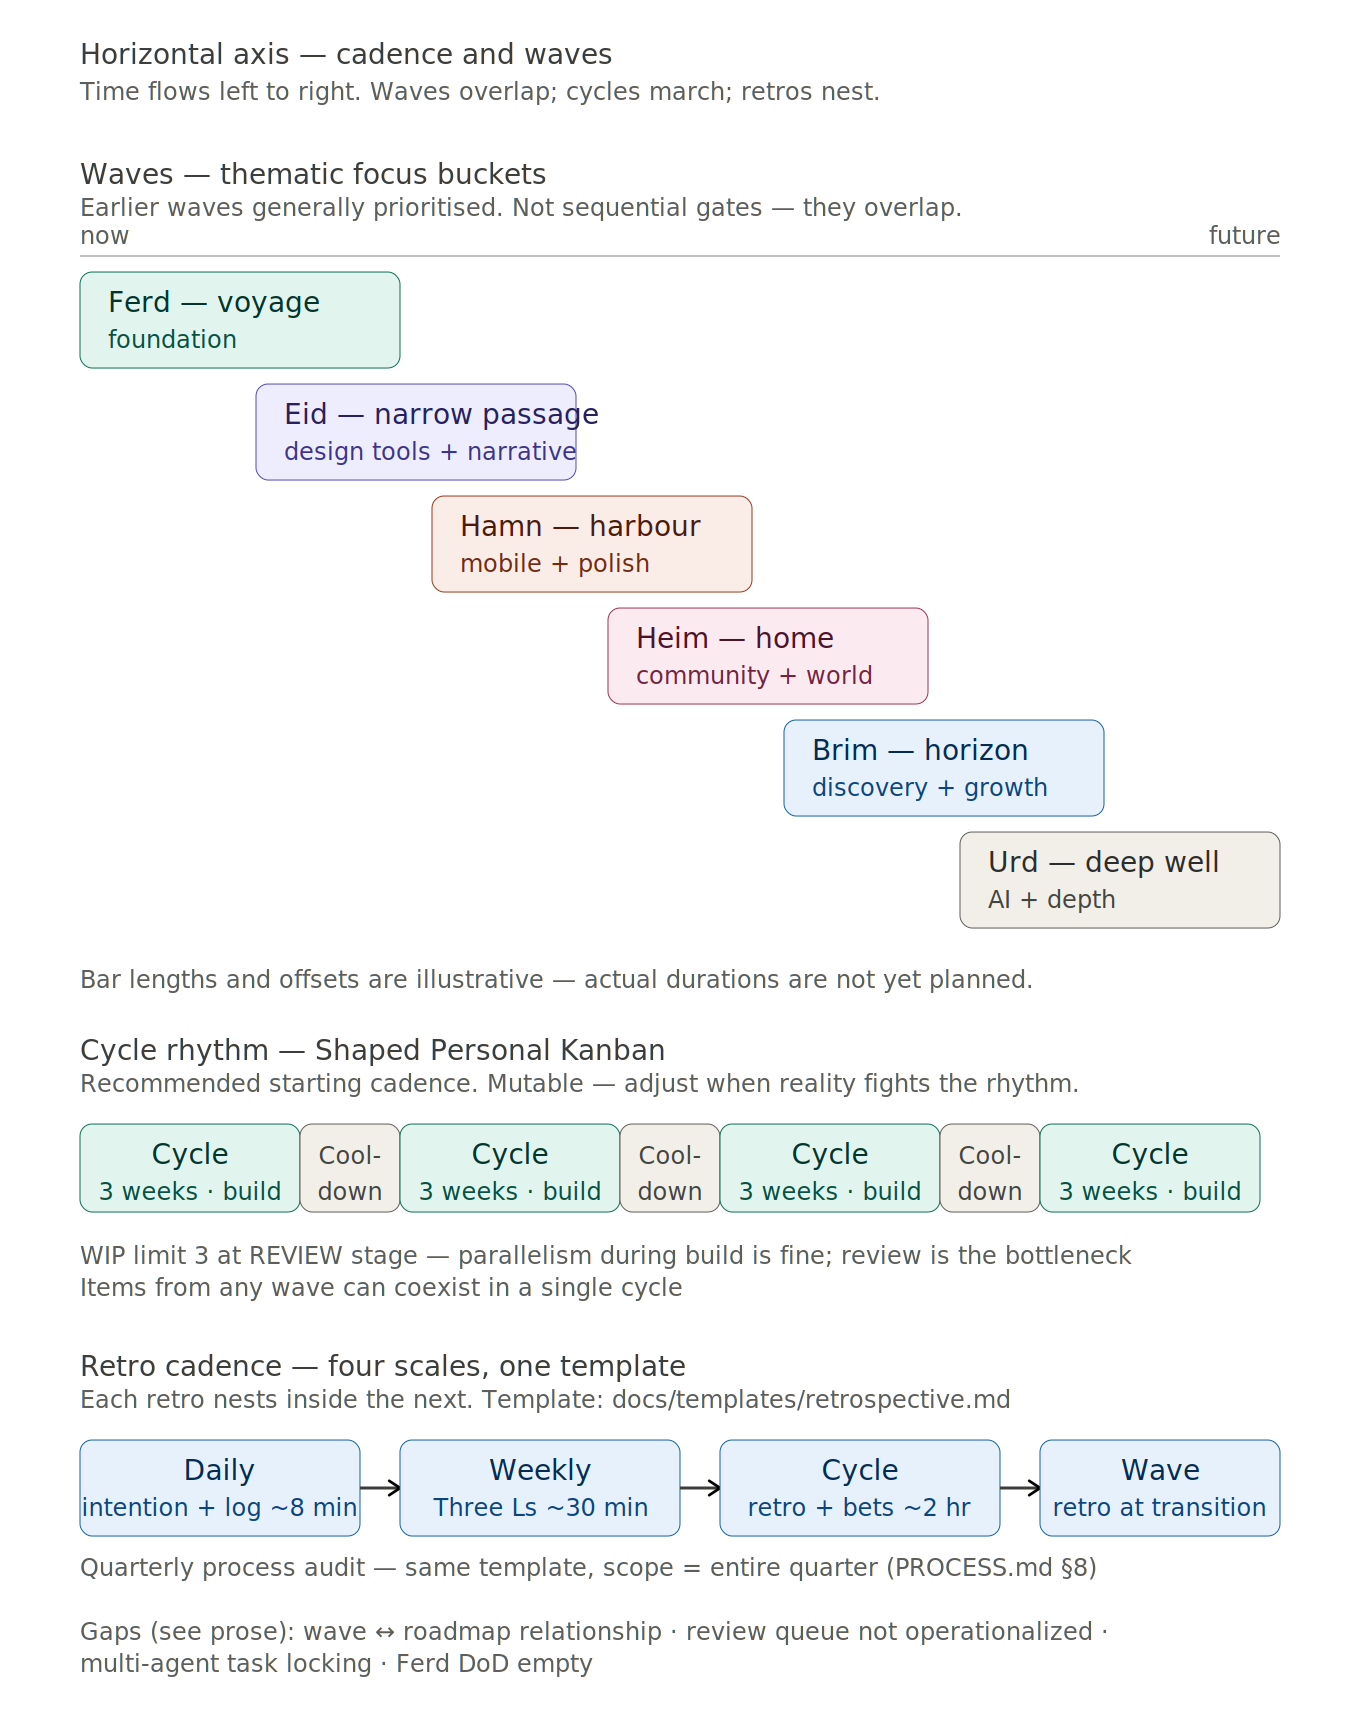 Horizontal axis — cadence and waves
Time flows left to right. Waves overlap; cycles march; retros nest.
Waves — thematic focus buckets
Earlier waves generally prioritised. Not sequential gates — they overlap.
now
future
Ferd — voyage
foundation
Eid — narrow passage
design tools + narrative
Hamn — harbour
mobile + polish
Heim — home
community + world
Brim — horizon
discovery + growth
Urd — deep well
AI + depth
Bar lengths and offsets are illustrative — actual durations are not yet planned.
Cycle rhythm — Shaped Personal Kanban
Recommended starting cadence. Mutable — adjust when reality fights the rhythm.
Cycle
3 weeks · build
Cool-
down
Cycle
3 weeks · build
Cool-
down
Cycle
3 weeks · build
Cool-
down
Cycle
3 weeks · build
WIP limit 3 at REVIEW stage — parallelism during build is fine; review is the bottleneck
Items from any wave can coexist in a single cycle
Retro cadence — four scales, one template
Each retro nests inside the next. Template: docs/templates/retrospective.md
Daily
intention + log ~8 min
Weekly
Three Ls ~30 min
Cycle
retro + bets ~2 hr
Wave
retro at transition
Quarterly process audit — same template, scope = entire quarter (PROCESS.md §8)
Gaps (see prose): wave ↔ roadmap relationship · review queue not operationalized ·
multi-agent task locking · Ferd DoD empty